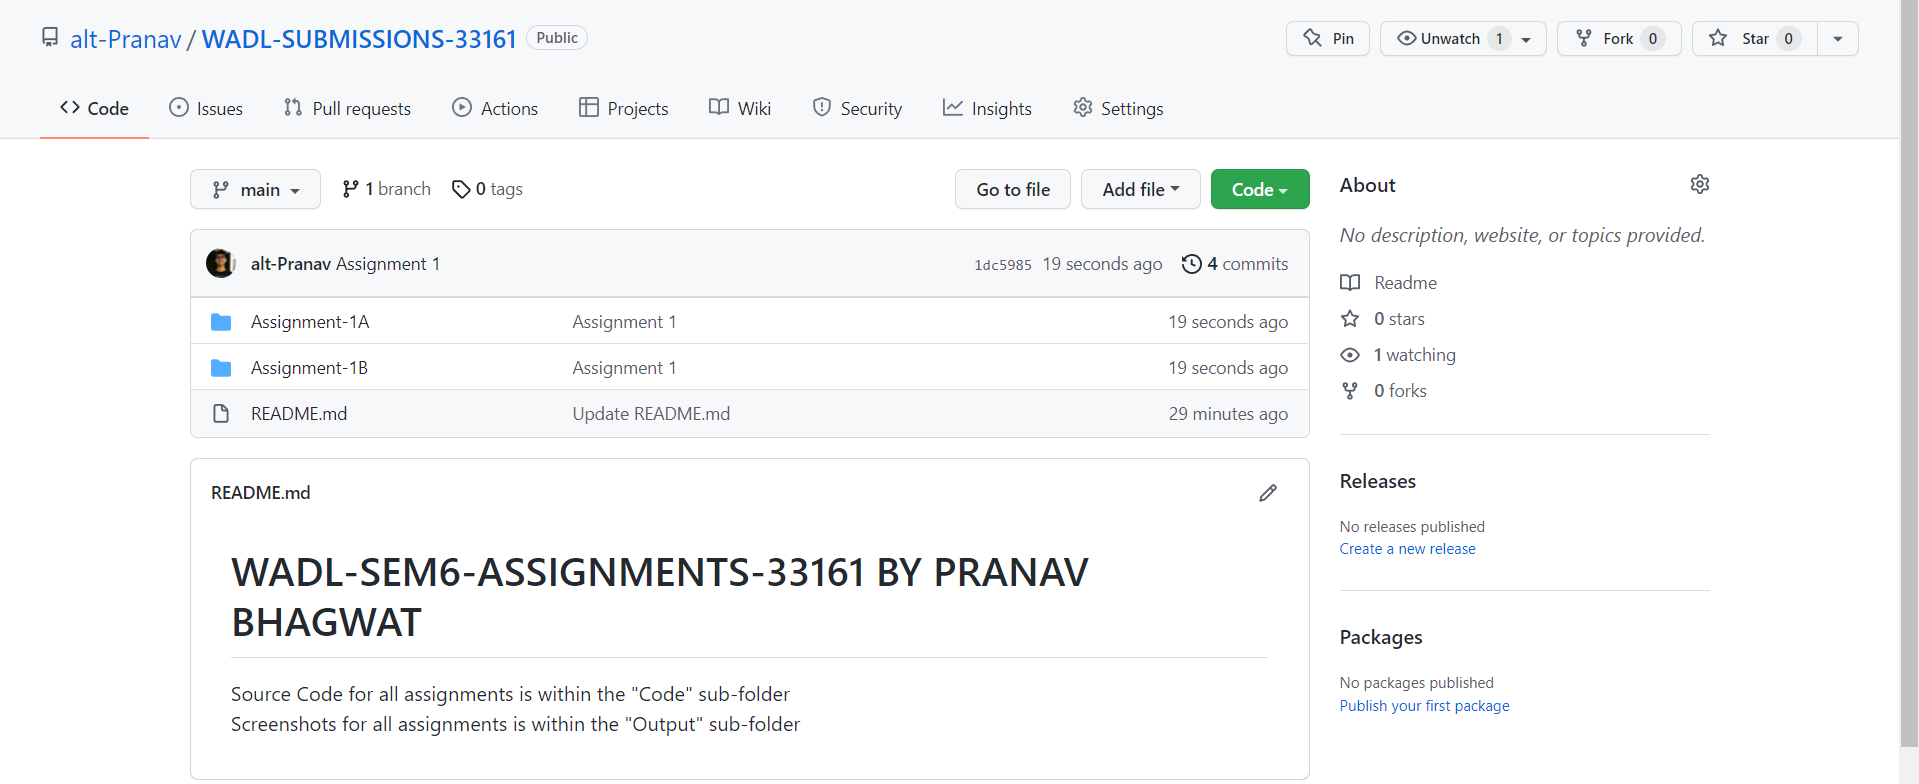 alt-Pranav / WADL-SUBMISSIONS-33161 Public Pin Unwatch 1 Fork 0 Star 0
Code Issues Pull requests Actions Projects Wiki Security Insights Settings
main 1 branch 0 tags Go to file Add file Code
alt-Pranav Assignment 1 1dc5985 19 seconds ago 4 commits
Assignment-1A Assignment 1 19 seconds ago
Assignment-1B Assignment 1 19 seconds ago
README.md Update README.md 29 minutes ago
README.md
WADL-SEM6-ASSIGNMENTS-33161 BY PRANAV
BHAGWAT
Source Code for all assignments is within the "Code" sub-folder
Screenshots for all assignments is within the "Output" sub-folder
About
No description, website, or topics provided.
Readme
0 stars
1 watching
0 forks
Releases
No releases published
Create a new release
Packages
No packages published
Publish your first package